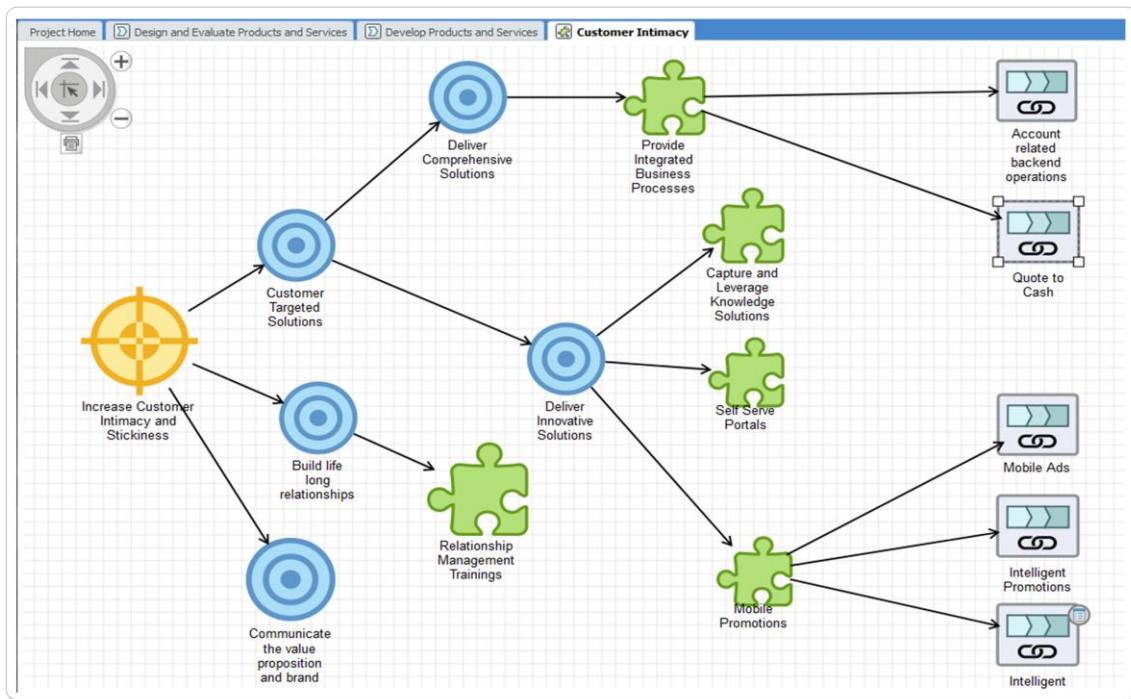 Project Home
Design and Evaluate Products and Services
Develop Products and Services
Customer Intimacy
Deliver
Comprehensive
Solutions
Provide
Integrated
Business
Processes
Account
related
backend
operations
Customer
Targeted
Solutions
Capture and
Leverage
Knowledge
Solutions
Quote to
Cash
Increase Customer
Intimacy and
Stickiness
Deliver
Innovative
Solutions
Self Serve
Portals
Build life
long
relationships
Mobile Ads
Relationship
Management
Trainings
Intelligent
Promotions
Mobile
Promotions
Communicate
the value
proposition
and brand
Intelligent